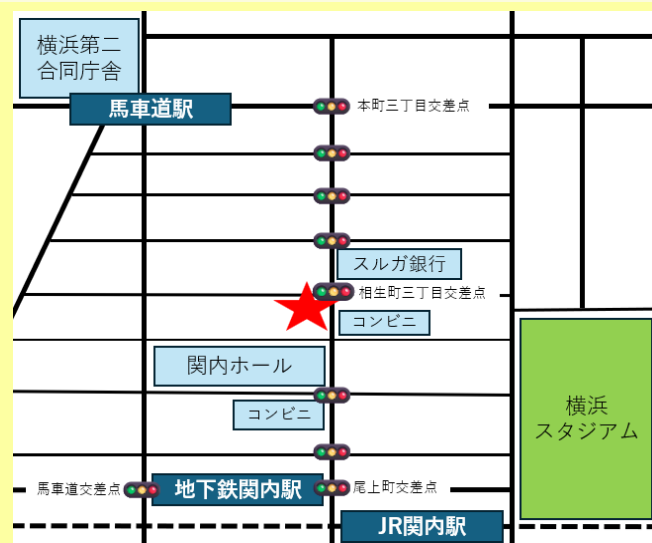 横浜第二
合同庁舎
馬車道駅
本町三丁目交差点
スルガ銀行
相生町三丁目交差点
コンビニ
関内ホール
コンビニ
横浜
スタジアム
馬車道交差点
地下鉄関内駅
尾上町交差点
JR関内駅